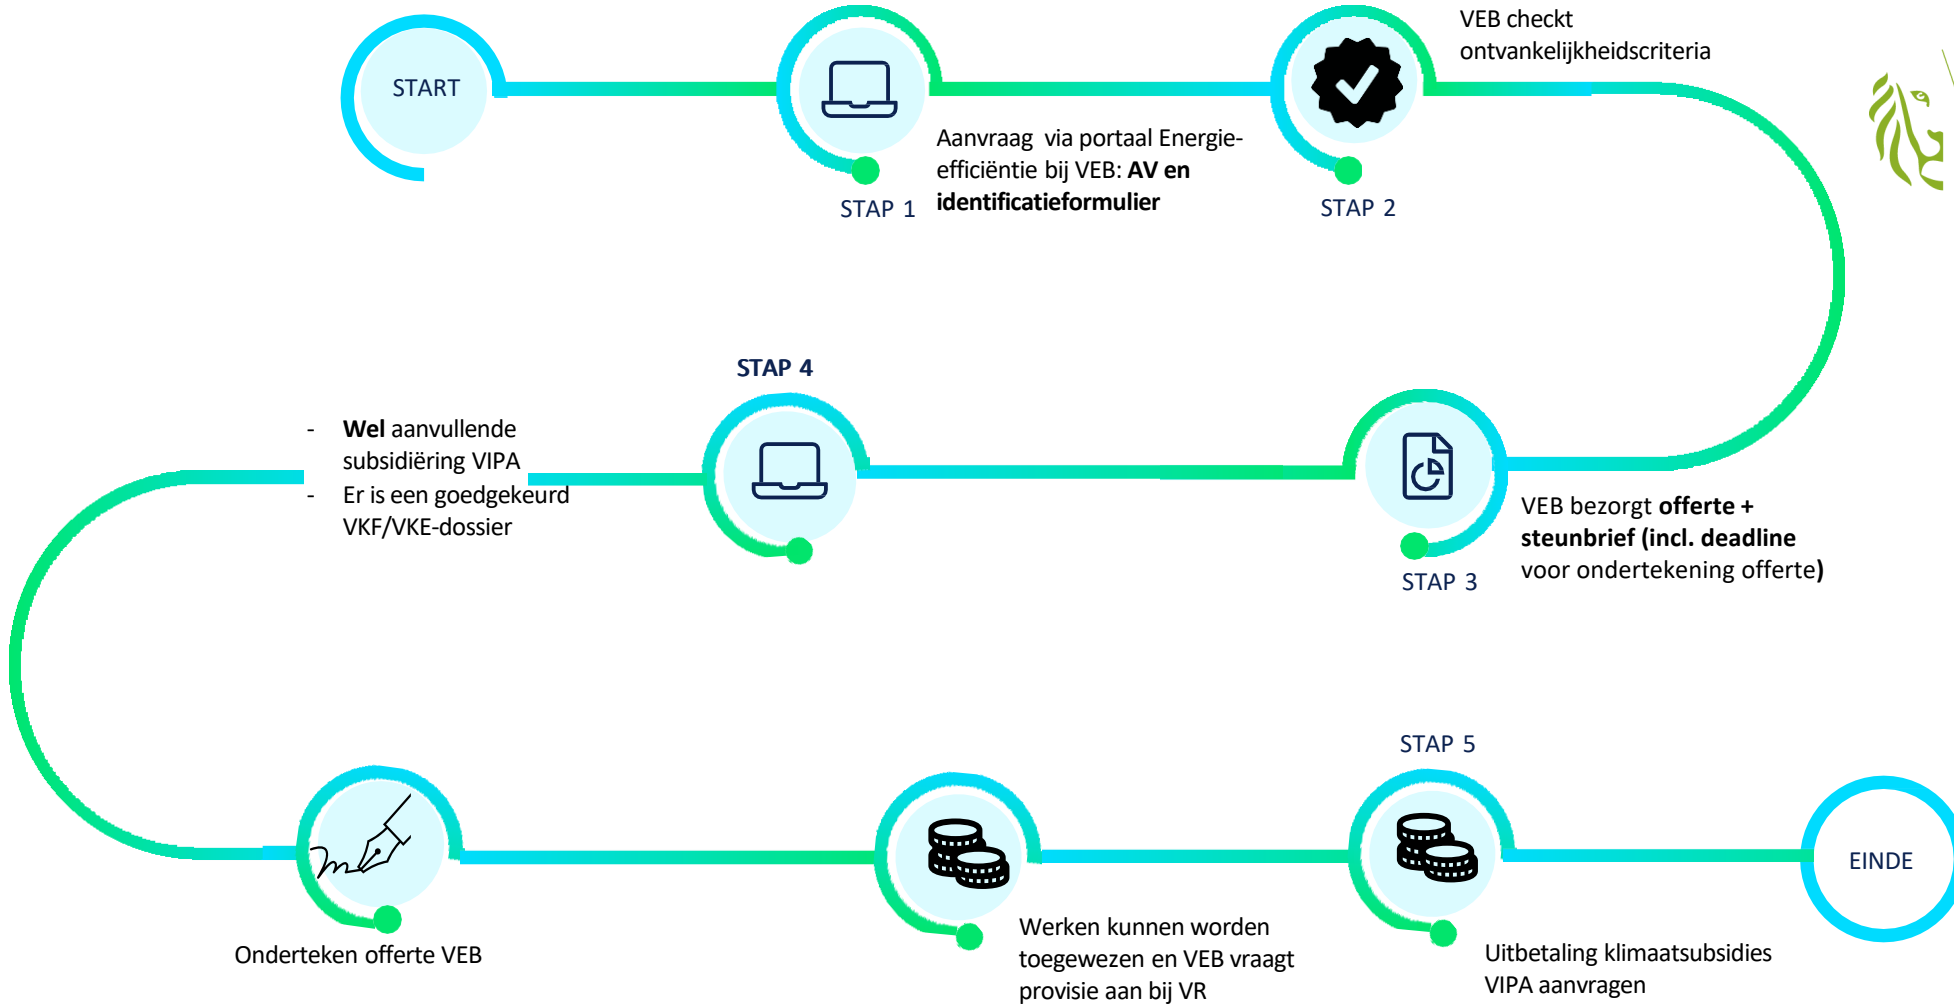 START
Aanvraag via portaal Energie-
efficiëntie bij VEB: AV en
identificatieformulier
STAP 1
VEB checkt
ontvankelijkheidscriteria
STAP 2
VEB bezorgt offerte +
steunbrief (incl. deadline
voor ondertekening offerte)
STAP 3
STAP 4
- Wel aanvullende
subsidiëring VIPA
- Er is een goedgekeurd
VKF/VKE-dossier
Onderteken offerte VEB
Werken kunnen worden
toegewezen en VEB vraagt
provisie aan bij VR
STAP 5
Uitbetaling klimaatsubsidies
VIPA aanvragen
EINDE